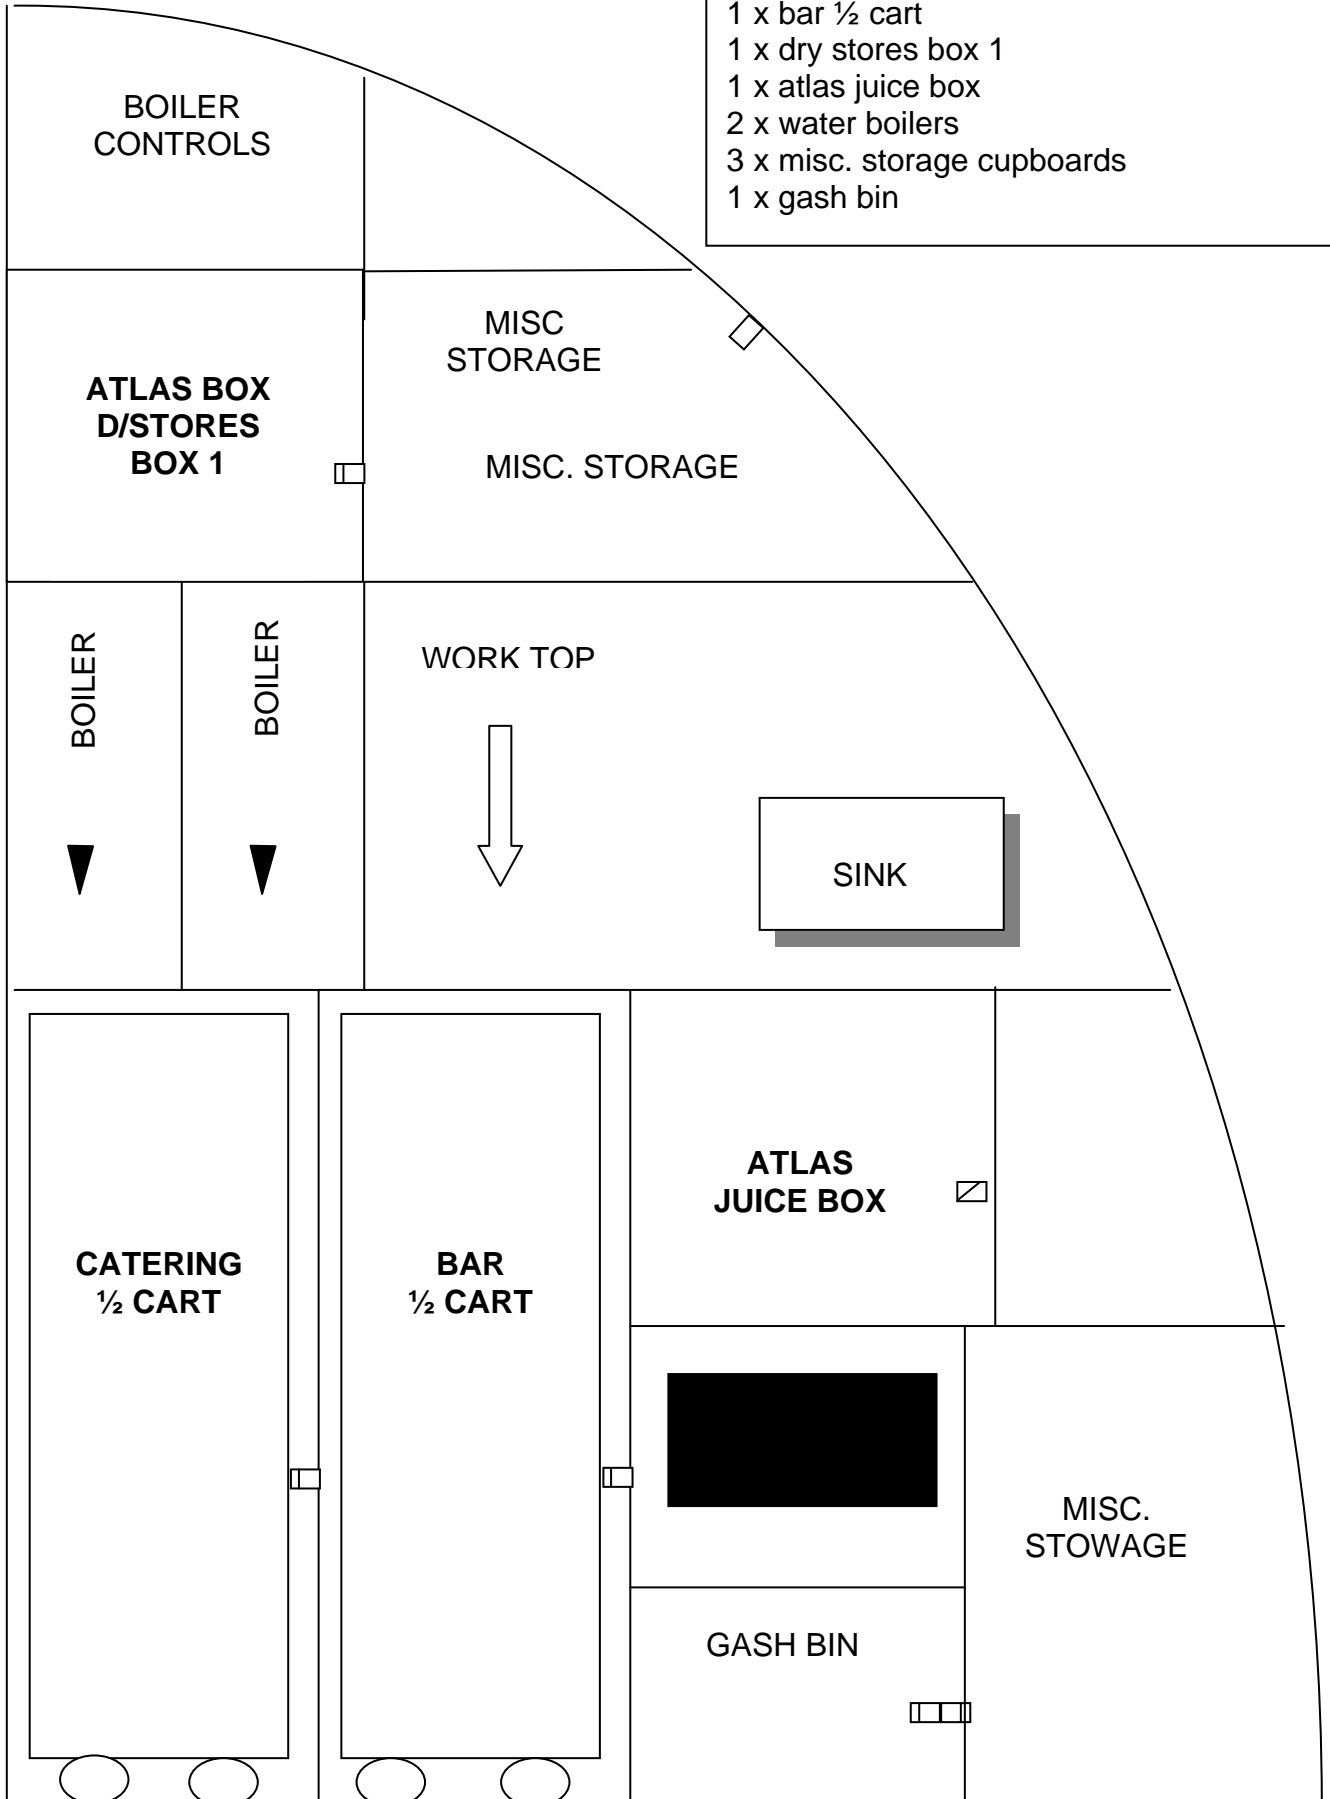 1 x bar ½ cart
1 x dry stores box 1
1 x atlas juice box
2 x water boilers
3 x misc. storage cupboards
1 x gash bin
BOILER
CONTROLS
MISC
STORAGE
ATLAS BOX
D/STORES
BOX 1
MISC. STORAGE
BOILER
BOILER
WORK TOP
SINK
ATLAS
JUICE BOX
CATERING
½ CART
BAR
½ CART
MISC.
STOWAGE
GASH BIN